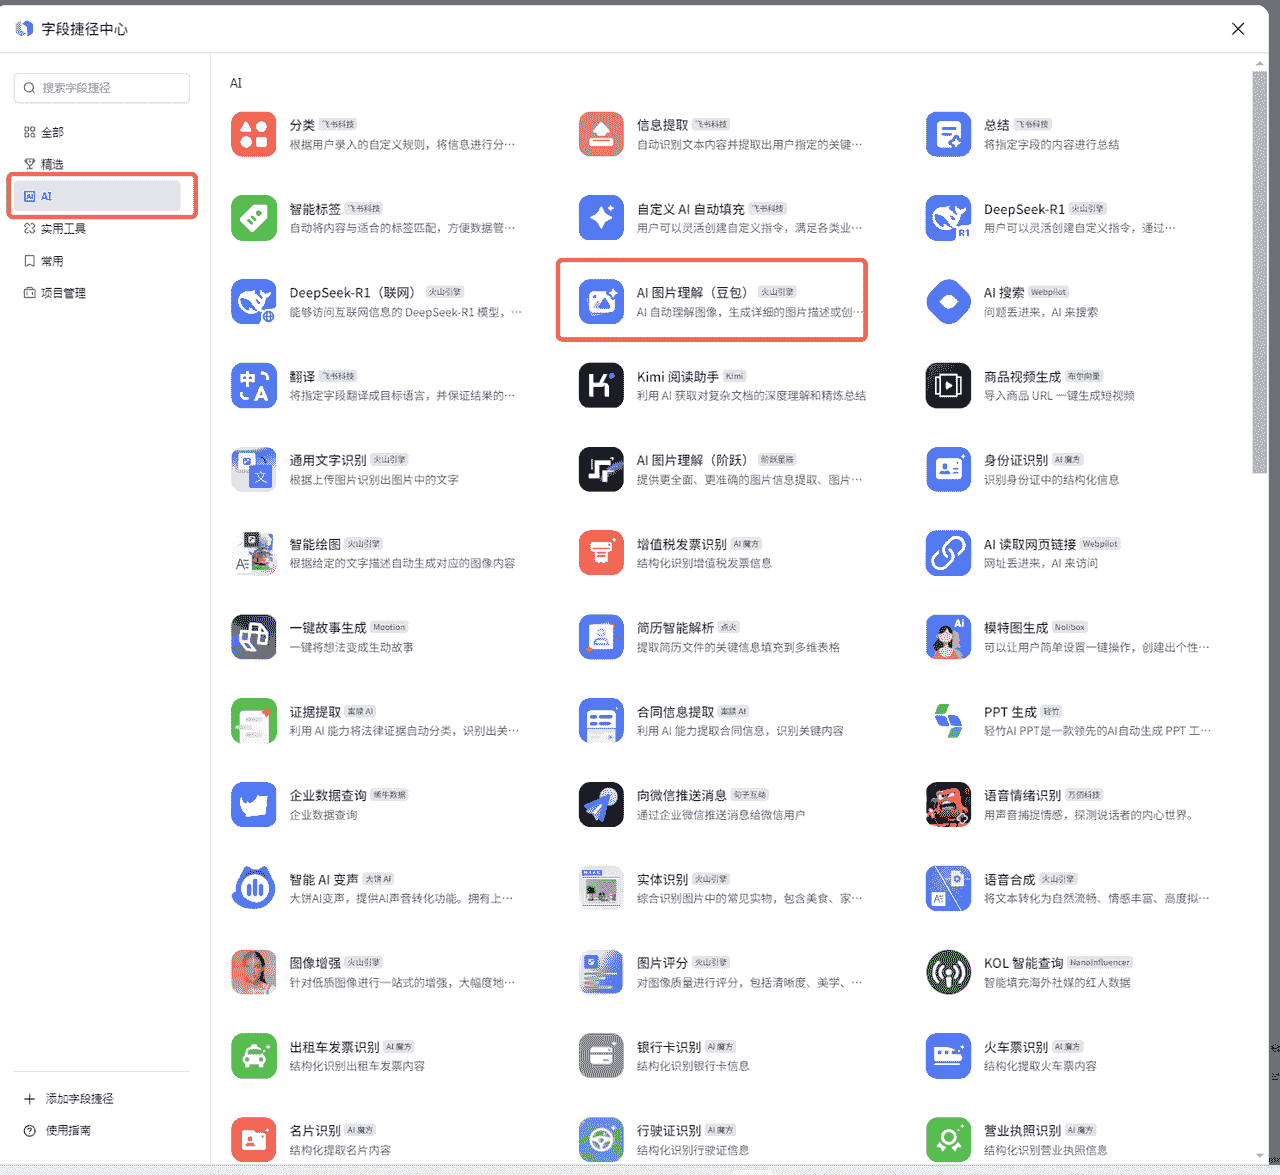 字段捷径中心
搜索字段捷径
全部
精选
AI
实用工具
常用
项目管理
添加字段捷径
使用指南
AI
分类 飞书科技
根据用户录入的自定义规则，将信息进行分···
信息提取 飞书科技
自动识别文本内容并提取出用户指定的关键···
总结 飞书科技
将指定字段的内容进行总结
智能标签 飞书科技
自动将内容与适合的标签匹配，方便数据管···
自定义 AI 自动填充 飞书科技
用户可以灵活创建自定义指令，满足各类业···
DeepSeek-R1 火山引擎
用户可以灵活创建自定义指令，通过···
DeepSeek-R1（联网） 火山引擎
能够访问互联网信息的 DeepSeek-R1 模型，···
AI 图片理解（豆包） 火山引擎
AI 自动理解图像，生成详细的图片描述或创···
AI 搜索 Webpilot
问题丢进来，AI 来搜索
翻译 飞书科技
将指定字段翻译成目标语言，并保证结果的···
Kimi 阅读助手 Kimi
利用 AI 获取对复杂文档的深度理解和精炼总结
商品视频生成 布尔向量
导入商品 URL 一键生成短视频
通用文字识别 火山引擎
根据上传图片识别出图片中的文字
AI 图片理解（阶跃） 阶跃星辰
提供更全面、更准确的图片信息提取、图片···
身份证识别 AI 魔方
识别身份证中的结构化信息
智能绘图 火山引擎
根据给定的文字描述自动生成对应的图像内容
增值税发票识别 AI 魔方
结构化识别增值税发票信息
AI 读取网页链接 Webpilot
网址丢进来，AI 来访问
一键故事生成 Mootion
一键将想法变成生动故事
简历智能解析 点火
提取简历文件的关键信息填充到多维表格
模特图生成 Nolibox
可以让用户简单设置一键操作，创建出个性···
证据提取 案牍 AI
利用 AI 能力将法律证据自动分类，识别出关···
合同信息提取 案牍 AI
利用 AI 能力提取合同信息，识别关键内容
PPT 生成 轻竹
轻竹AI PPT是一款领先的AI自动生成 PPT 工···
企业数据查询 蜗牛数据
企业数据查询
向微信推送消息 句子互动
通过企业微信推送消息给微信用户
语音情绪识别 万佰科技
用声音捕捉情感，探测说话者的内心世界。
智能 AI 变声 大饼 AI
大饼AI变声，提供AI声音转化功能。拥有上···
实体识别 火山引擎
综合识别图片中的常见实物，包含美食、家···
语音合成 火山引擎
将文本转化为自然流畅、情感丰富、高度拟···
图像增强 火山引擎
针对低质图像进行一站式的增强，大幅度地···
图片评分 火山引擎
对图像质量进行评分，包括清晰度、美学、···
KOL 智能查询 NanoInfluencer
智能填充海外社媒的红人数据
出租车发票识别 AI 魔方
结构化识别出租车发票内容
银行卡识别 AI 魔方
结构化识别银行卡信息
火车票识别 AI 魔方
结构化提取火车票内容
名片识别 AI 魔方
结构化提取名片内容
行驶证识别 AI 魔方
结构化识别行驶证信息
营业执照识别 AI 魔方
结构化识别营业执照信息